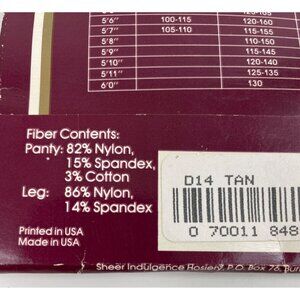 5'6" 100-115 120-160
5'7" 105-110 115-155
5'8" 110-150
5'9" 115-145
5'10" 120-140
5'11" 125-135
6'0" 130
Fiber Contents:
Panty: 82% Nylon,
15% Spandex,
3% Cotton
Leg: 86% Nylon,
14% Spandex
Printed in USA
Made in USA
D14 TAN
0 70011 848
Sheer Indulgence Hosiery, P.O. Box 76, Bur